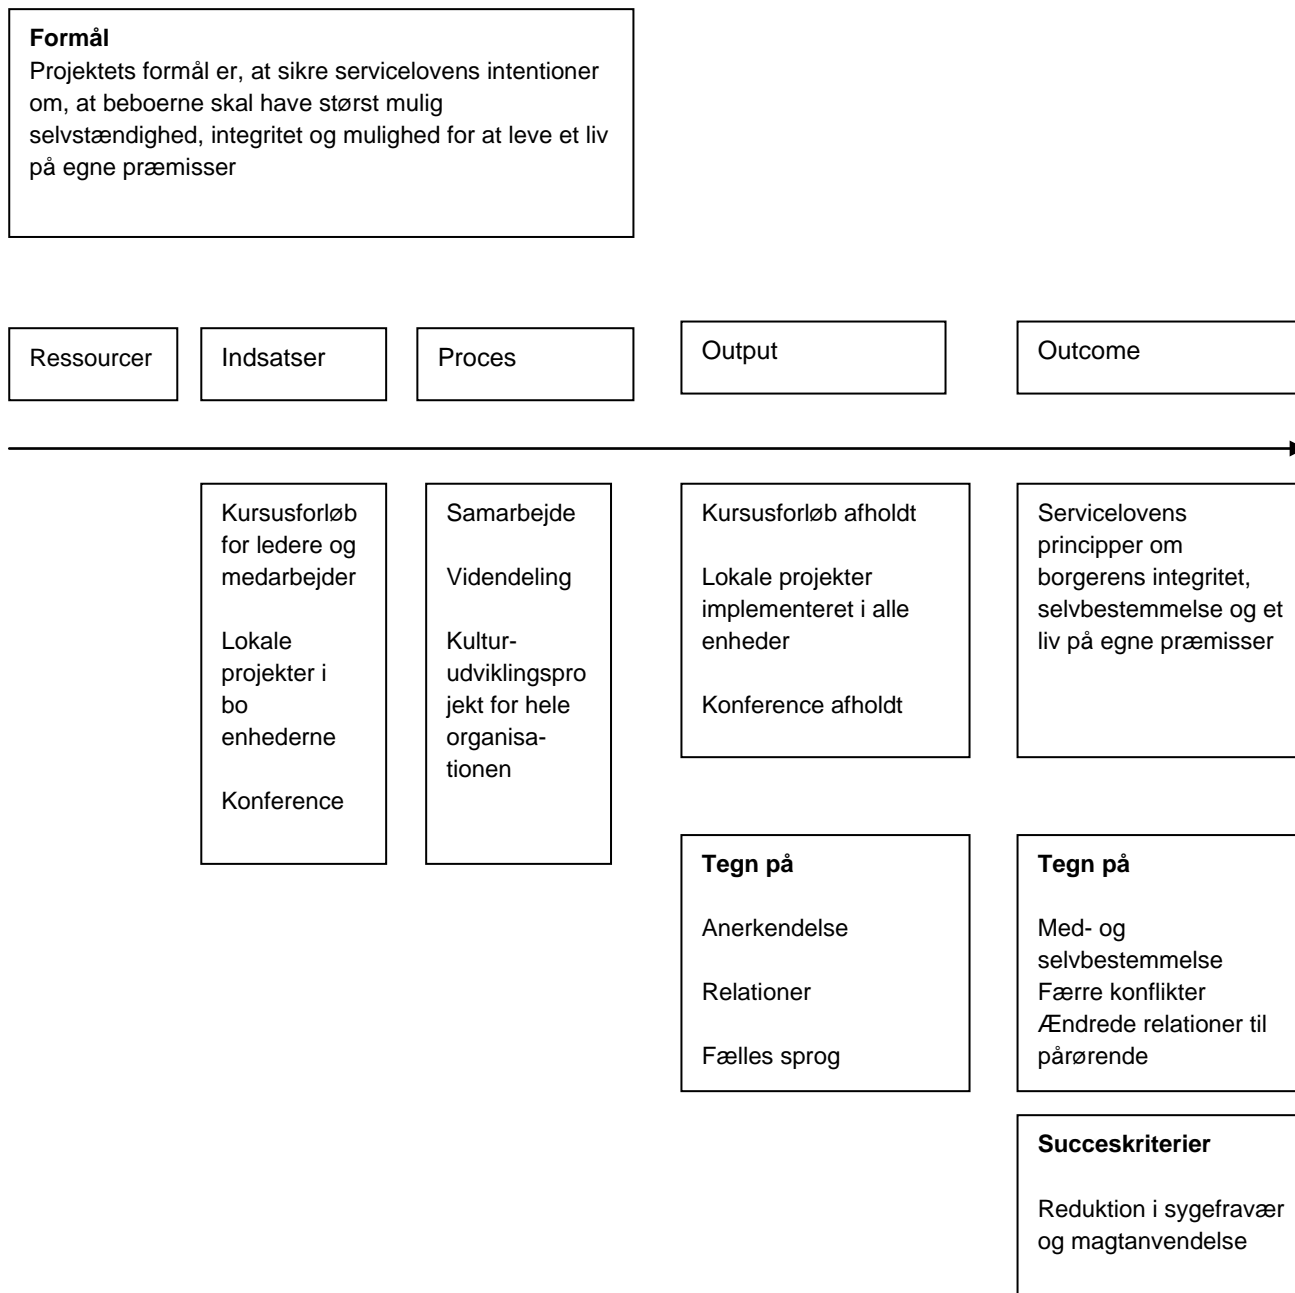 Formål
Projektets formål er, at sikre servicelovens intentioner
om, at beboerne skal have størst mulig
selvstændighed, integritet og mulighed for at leve et liv
på egne præmisser
Ressourcer
Indsatser
Proces
Output
Outcome
Kursusforløb
for ledere og
medarbejder
Lokale
projekter i
bo
enhederne
Konference
Samarbejde
Videndeling
Kultur-
udviklingspro
jekt for hele
organisa-
tionen
Kursusforløb afholdt
Lokale projekter
implementeret i alle
enheder
Konference afholdt
Servicelovens
principper om
borgerens integritet,
selvbestemmelse og et
liv på egne præmisser
Tegn på
Anerkendelse
Relationer
Fælles sprog
Tegn på
Med- og
selvbestemmelse
Færre konflikter
Ændrede relationer til
pårørende
Succeskriterier
Reduktion i sygefravær
og magtanvendelse